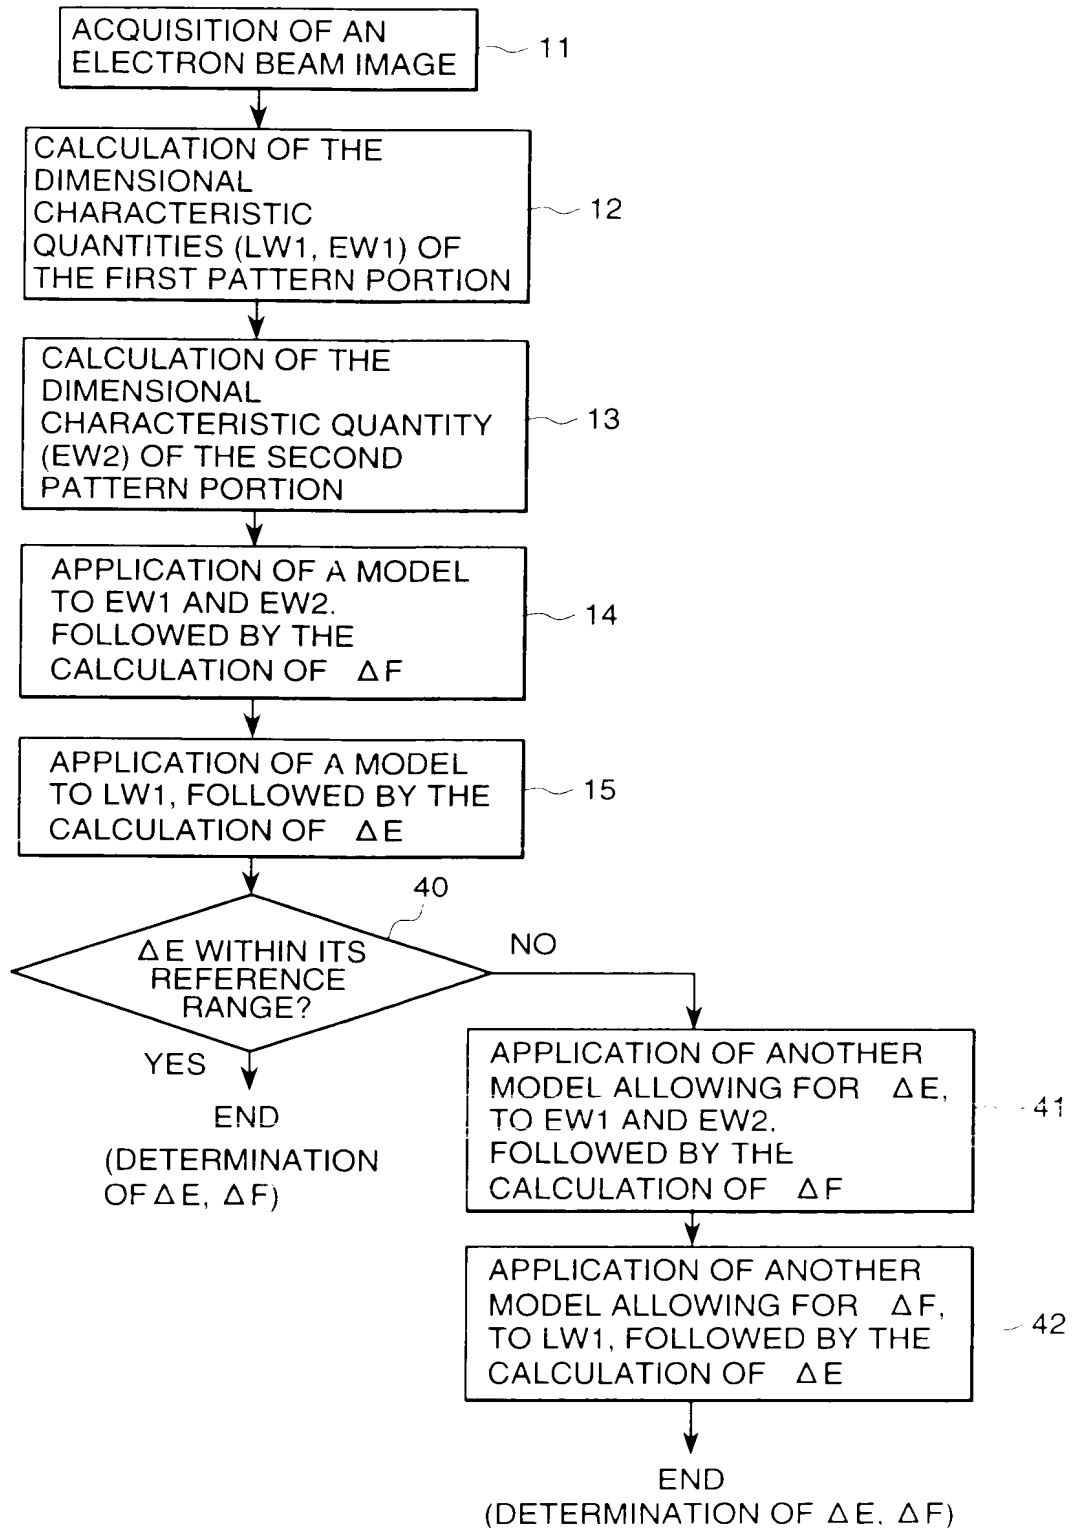 ACQUISITION OF AN
ELECTRON BEAM IMAGE
11
CALCULATION OF THE
DIMENSIONAL
CHARACTERISTIC
QUANTITIES (LW1, EW1) OF
THE FIRST PATTERN PORTION
12
CALCULATION OF THE
DIMENSIONAL
CHARACTERISTIC QUANTITY
(EW2) OF THE SECOND
PATTERN PORTION
13
APPLICATION OF A MODEL
TO EW1 AND EW2.
FOLLOWED BY THE
CALCULATION OF ΔF
14
APPLICATION OF A MODEL
TO LW1, FOLLOWED BY THE
CALCULATION OF ΔE
15
40
ΔE WITHIN ITS
REFERENCE
RANGE?
NO
YES
END
(DETERMINATION
OF ΔE, ΔF)
APPLICATION OF ANOTHER
MODEL ALLOWING FOR ΔE,
TO EW1 AND EW2.
FOLLOWED BY THE
CALCULATION OF ΔF
41
APPLICATION OF ANOTHER
MODEL ALLOWING FOR ΔF,
TO LW1, FOLLOWED BY THE
CALCULATION OF ΔE
42
END
(DETERMINATION OF ΔE, ΔF)